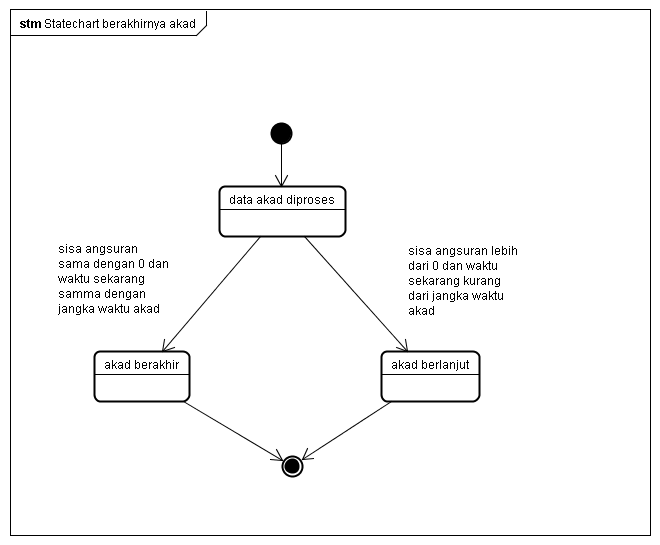 stm Statechart berakhirnya akad
data akad diproses
sisa angsuran
sama dengan 0 dan
waktu sekarang
samma dengan
jangka waktu akad
sisa angsuran lebih
dari 0 dan waktu
sekarang kurang
dari jangka waktu
akad
akad berakhir
akad berlanjut